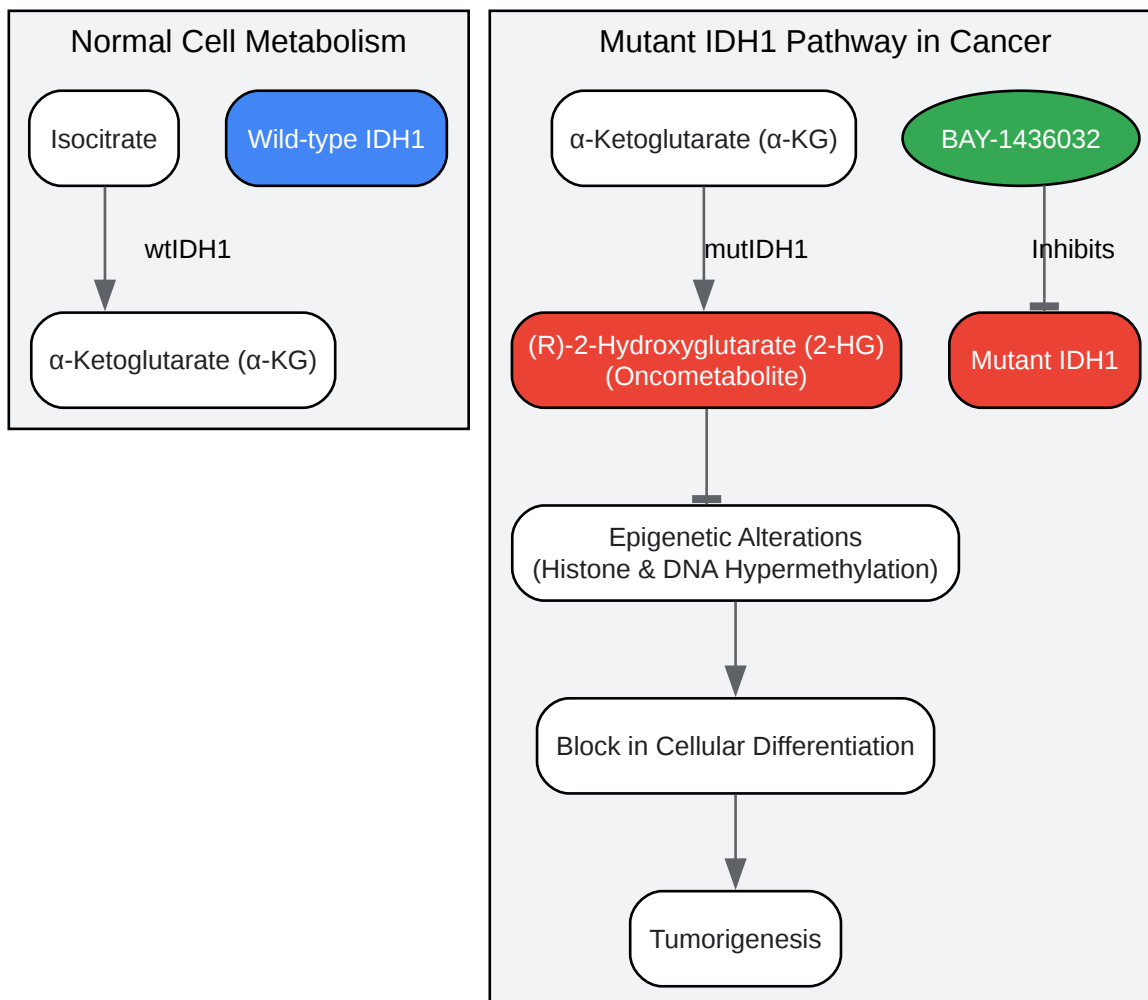 Normal Cell Metabolism
Isocitrate
Wild-type IDH1
wtIDH1
α-Ketoglutarate (α-KG)
Mutant IDH1 Pathway in Cancer
α-Ketoglutarate (α-KG)
BAY-1436032
mutIDH1
Inhibits
(R)-2-Hydroxyglutarate (2-HG)
(Oncometabolite)
Mutant IDH1
Epigenetic Alterations
(Histone & DNA Hypermethylation)
Block in Cellular Differentiation
Tumorigenesis